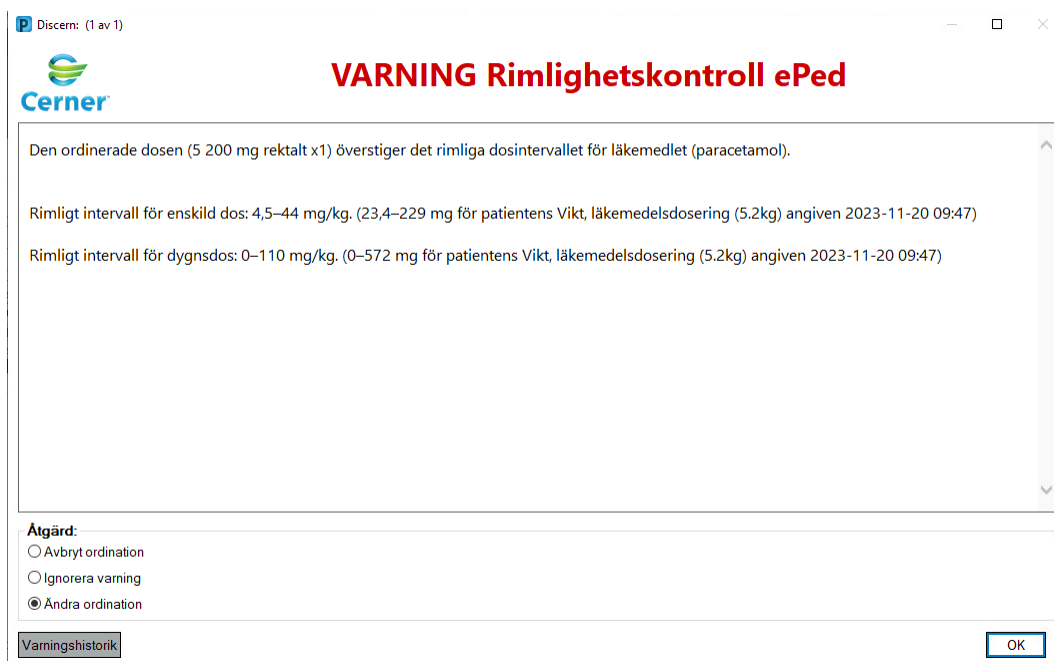 Discern: (1 av 1)
Cerner
VARNING Rimlighetskontroll ePed
Den ordinerade dosen (5 200 mg rektalt x1) överstiger det rimliga dosintervallet för läkemedlet (paracetamol).
Rimligt intervall för enskild dos: 4,5–44 mg/kg. (23,4–229 mg för patientens Vikt, läkemedelsdosering (5.2kg) angiven 2023-11-20 09:47)
Rimligt intervall för dygnsdos: 0–110 mg/kg. (0–572 mg för patientens Vikt, läkemedelsdosering (5.2kg) angiven 2023-11-20 09:47)
Åtgärd:
Avbryt ordination
Ignorera varning
Ändra ordination
Varningshistorik
OK